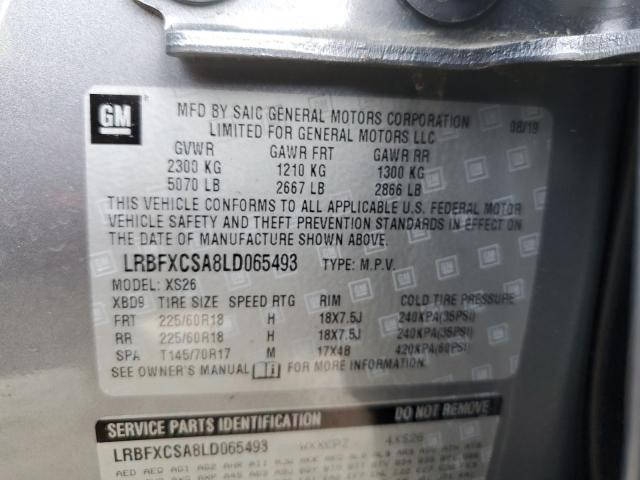 GM
MFD BY SAIC GENERAL MOTORS CORPORATION
LIMITED FOR GENERAL MOTORS LLC
08/19
GVWR GAWR FRT GAWR RR
2300 KG 1210 KG 1300 KG
5070 LB 2667 LB 2866 LB
THIS VEHICLE CONFORMS TO ALL APPLICABLE U.S. FEDERAL MOTOR
VEHICLE SAFETY AND THEFT PREVENTION STANDARDS IN EFFECT ON
THE DATE OF MANUFACTURE SHOWN ABOVE.
LRBFXCSA8LD065493 TYPE: M.P.V.
MODEL: XS26
XBD9 TIRE SIZE SPEED RTG RIM COLD TIRE PRESSURE
FRT 225/60R18 H 18X7.5J 240KPA(35PSI)
RR 225/60R18 H 18X7.5J 240KPA(35PSI)
SPA T145/70R17 M 17X4B 420KPA(60PSI)
SEE OWNER'S MANUAL FOR MORE INFORMATION
SERVICE PARTS IDENTIFICATION DO NOT REMOVE
LRBFXCSA8LD065493 4XS26
AED AEQ AG1 AG2 AHR